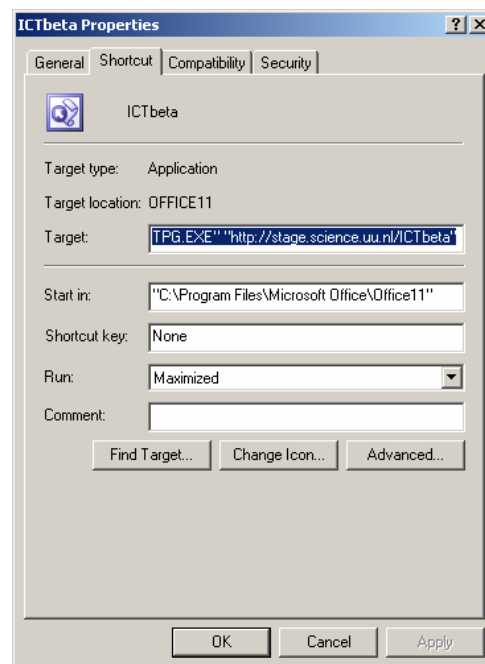 ICTbeta Properties
General Shortcut Compatibility Security
ICTbeta
Target type: Application
Target location: OFFICE11
Target: TPG.EXE" "http://stage.science.uu.nl/ICTbeta"
Start in: "C:\Program Files\Microsoft Office\Office11"
Shortcut key: None
Run: Maximized
Comment:
Find Target... Change Icon... Advanced...
OK Cancel Apply